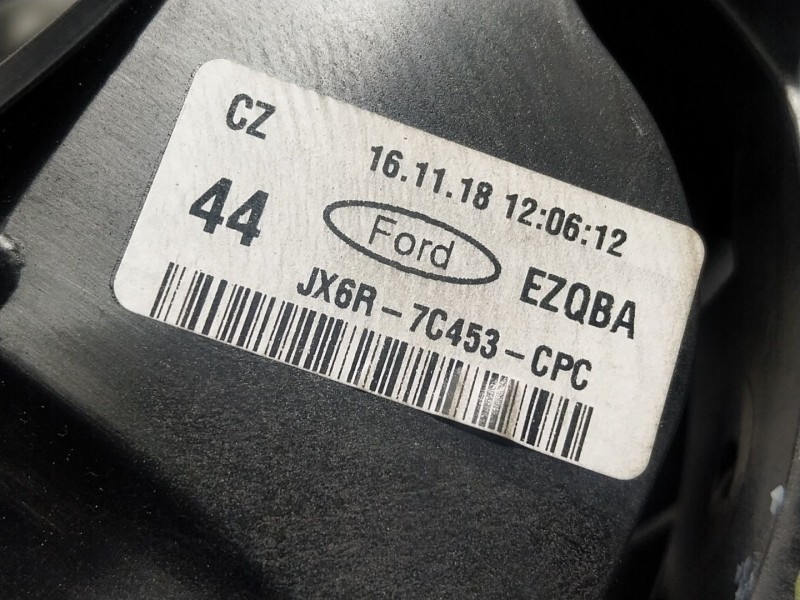 CZ
16.11.18 12:06:12
44
Ford
EZQBA
JX6R-7C453-CPC